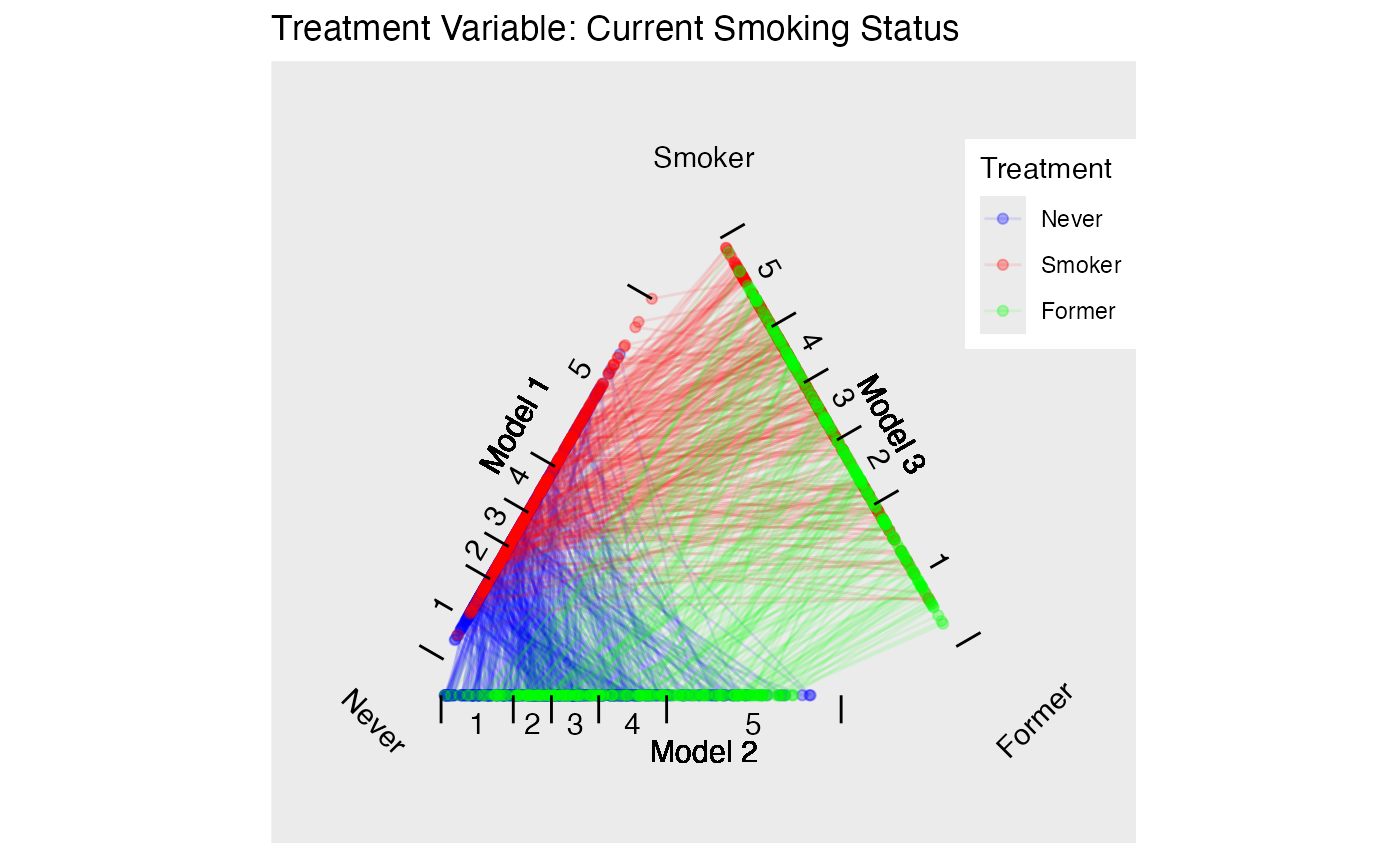 Treatment Variable: Current Smoking Status
Smoker
Treatment
Never
Smoker
Former
5
4
3
2
1
Model 3
5
4
3
2
1
Model 1
Never
1
2
3
4
5
Model 2
Former